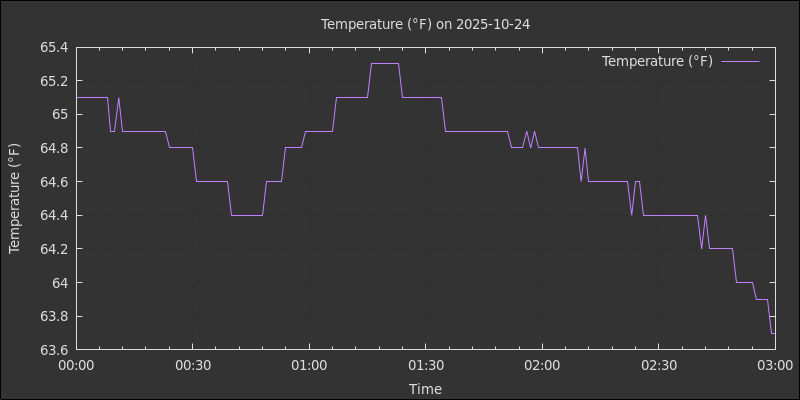 Temperature (°F) on 2025-10-24
Temperature (°F)
65.4
65.2
65
64.8
64.6
64.4
64.2
64
63.8
63.6
Temperature (°F)
00:00 00:30 01:00 01:30 02:00 02:30 03:00
Time